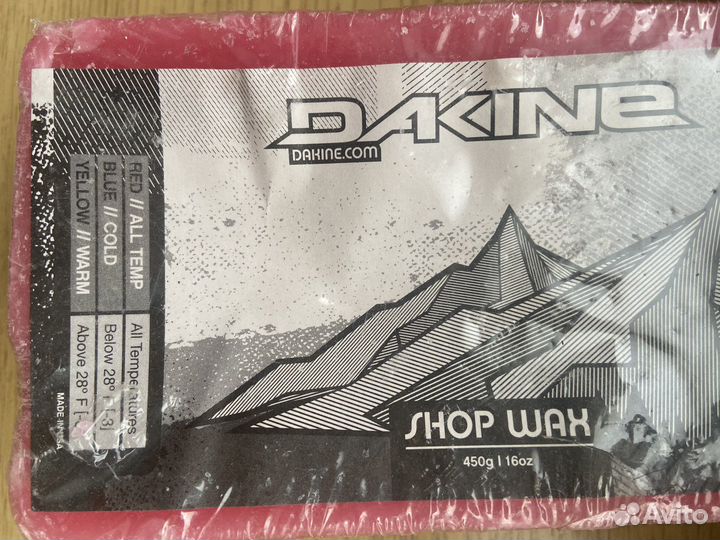 DAKINE
DAKINE.COM
RED // ALL TEMP All Temperatures
BLUE // COLD Below 28°
YELLOW // WARM Above 28° F
MADE IN USA
SHOP WAX
450g | 16oz
Avito